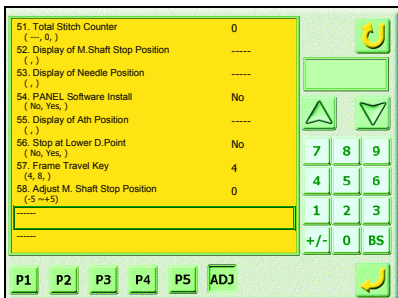 51. Total Stitch Counter 0
( ---, 0, )
52. Display of M.Shaft Stop Position -----
( , )
53. Display of Needle Position -----
( , )
54. PANEL Software Install No
( No, Yes, )
55. Display of Ath Position -----
( , )
56. Stop at Lower D.Point No
( No, Yes, )
57. Frame Travel Key 4
(4, 8, )
58. Adjust M. Shaft Stop Position 0
(-5 ~+5)
------
------
7 8 9
4 5 6
1 2 3
+/- 0 BS
P1 P2 P3 P4 P5 ADJ